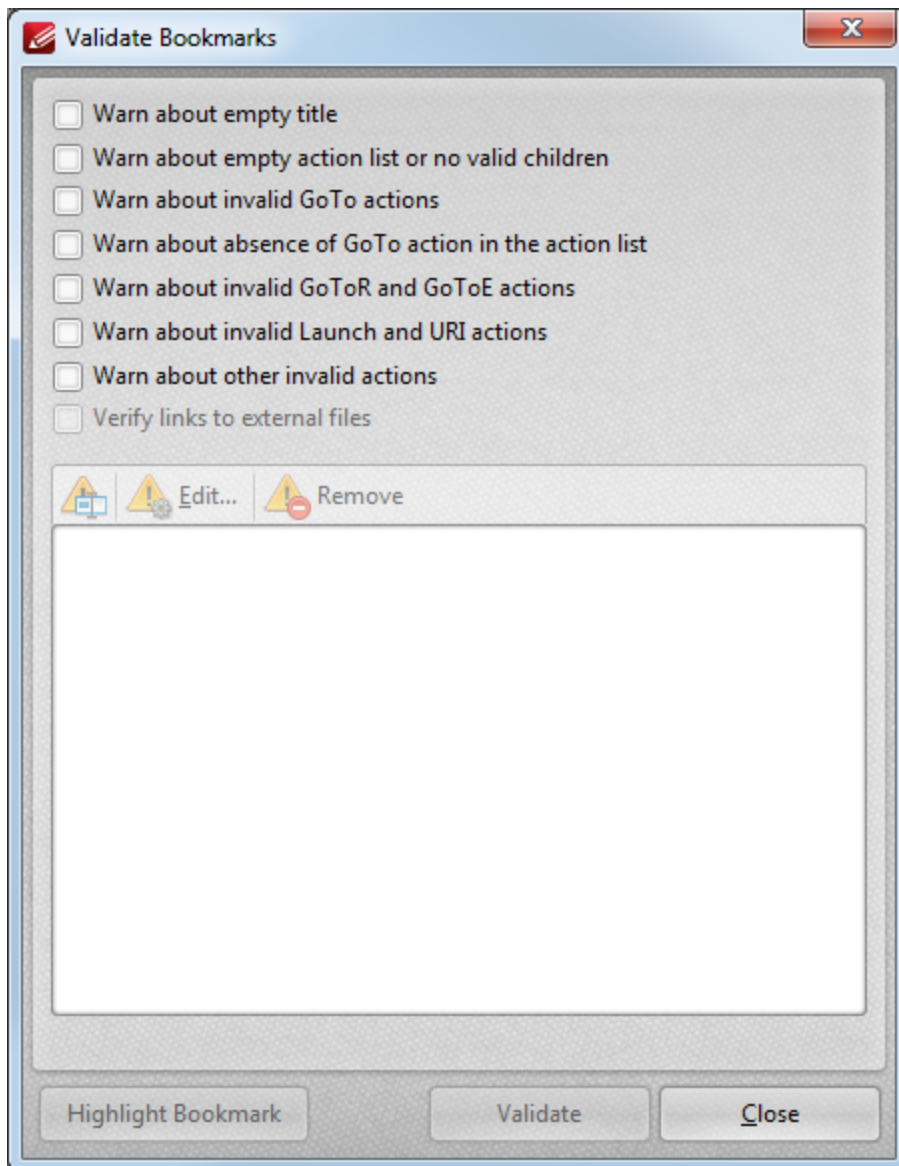 Validate Bookmarks
Warn about empty title
Warn about empty action list or no valid children
Warn about invalid GoTo actions
Warn about absence of GoTo action in the action list
Warn about invalid GoToR and GoToE actions
Warn about invalid Launch and URI actions
Warn about other invalid actions
Verify links to external files
Edit... Remove
Highlight Bookmark Validate Close